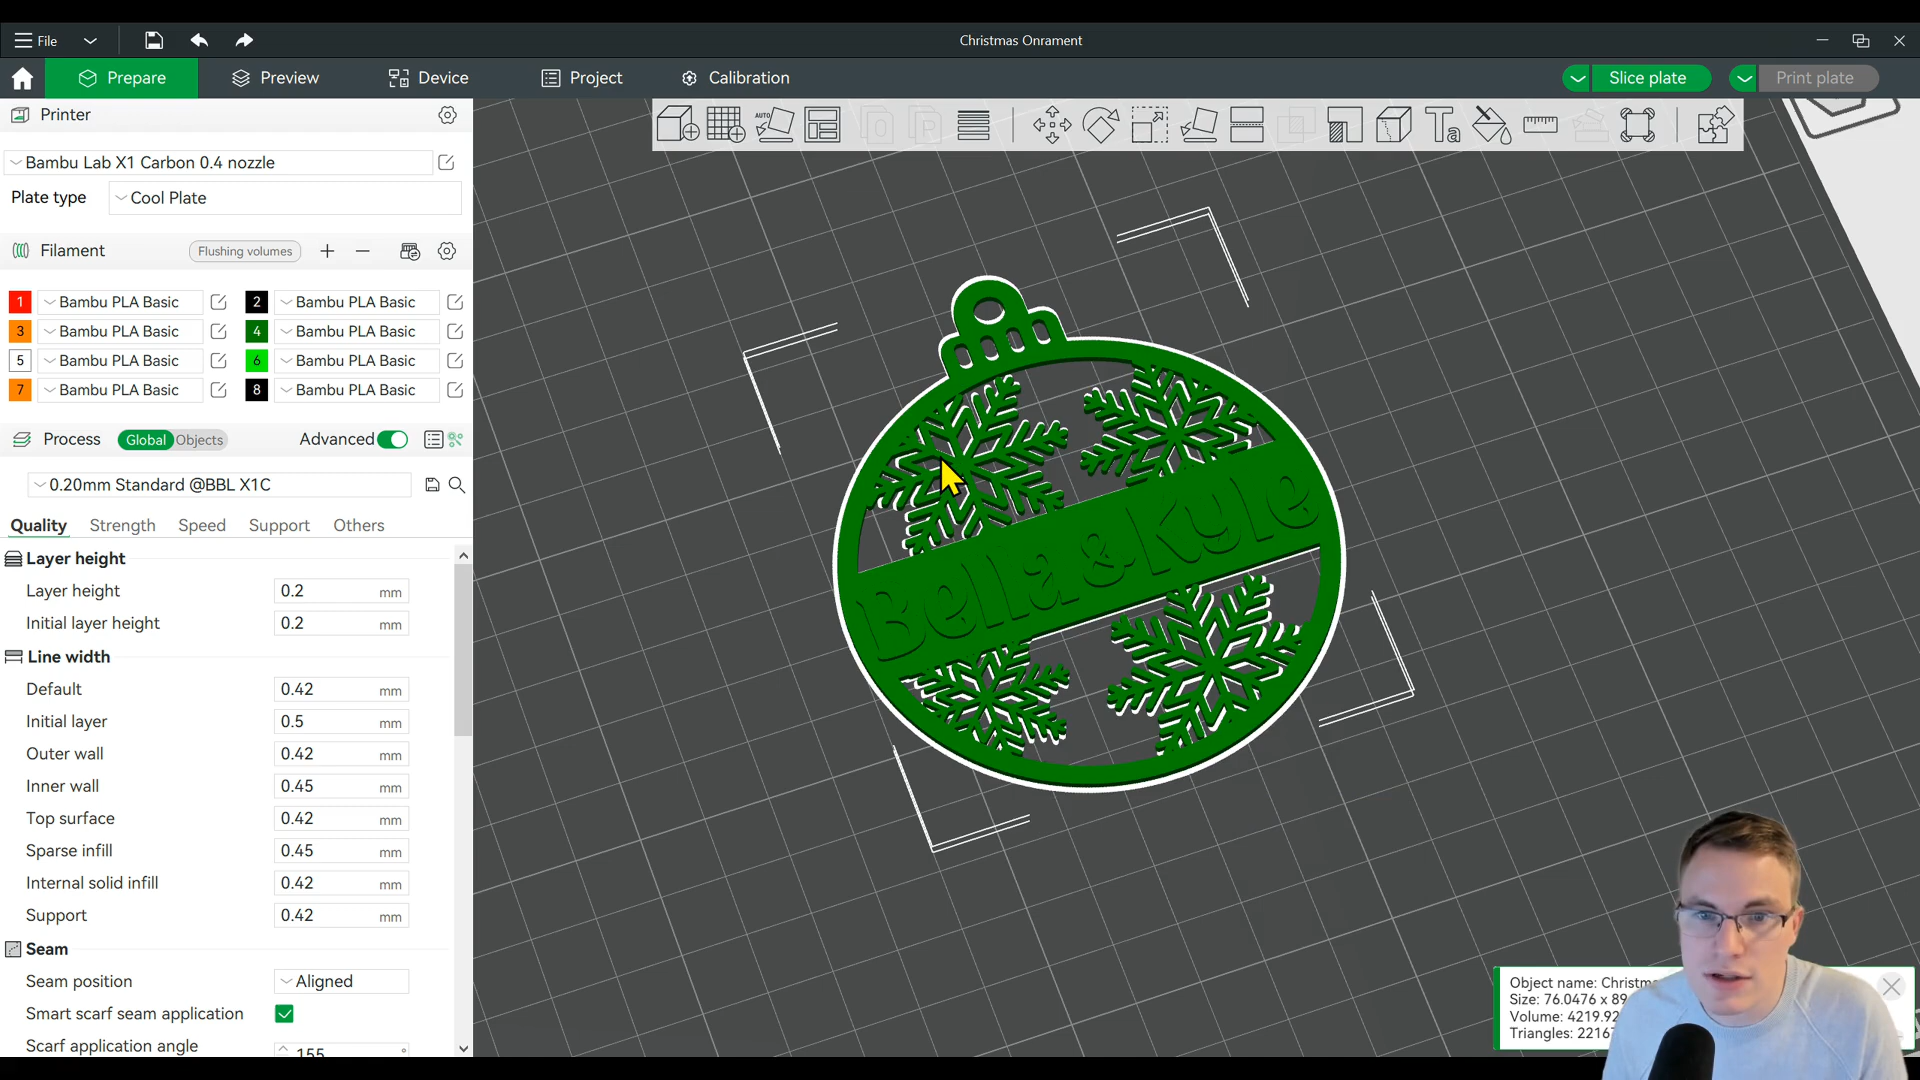 File
Christmas Onrament
Prepare
Preview
Device
Project
Calibration
Slice plate
Print plate
Printer
Bambu Lab X1 Carbon 0.4 nozzle
Plate type
Cool Plate
Filament
Flushing volumes
1 Bambu PLA Basic
2 Bambu PLA Basic
3 Bambu PLA Basic
4 Bambu PLA Basic
5 Bambu PLA Basic
6 Bambu PLA Basic
7 Bambu PLA Basic
8 Bambu PLA Basic
Process
Global
Objects
Advanced
0.20mm Standard @BBL X1C
Quality
Strength
Speed
Support
Others
Layer height
Layer height 0.2 mm
Initial layer height 0.2 mm
Line width
Default 0.42 mm
Initial layer 0.5 mm
Outer wall 0.42 mm
Inner wall 0.45 mm
Top surface 0.42 mm
Sparse infill 0.45 mm
Internal solid infill 0.42 mm
Support 0.42 mm
Seam
Seam position Aligned
Smart scarf seam application
Scarf application angle 155 °
AUTO
Bella&Kyle
Object name: Christm
Size: 76.0476 x 89
Volume: 4219.92
Triangles: 2216